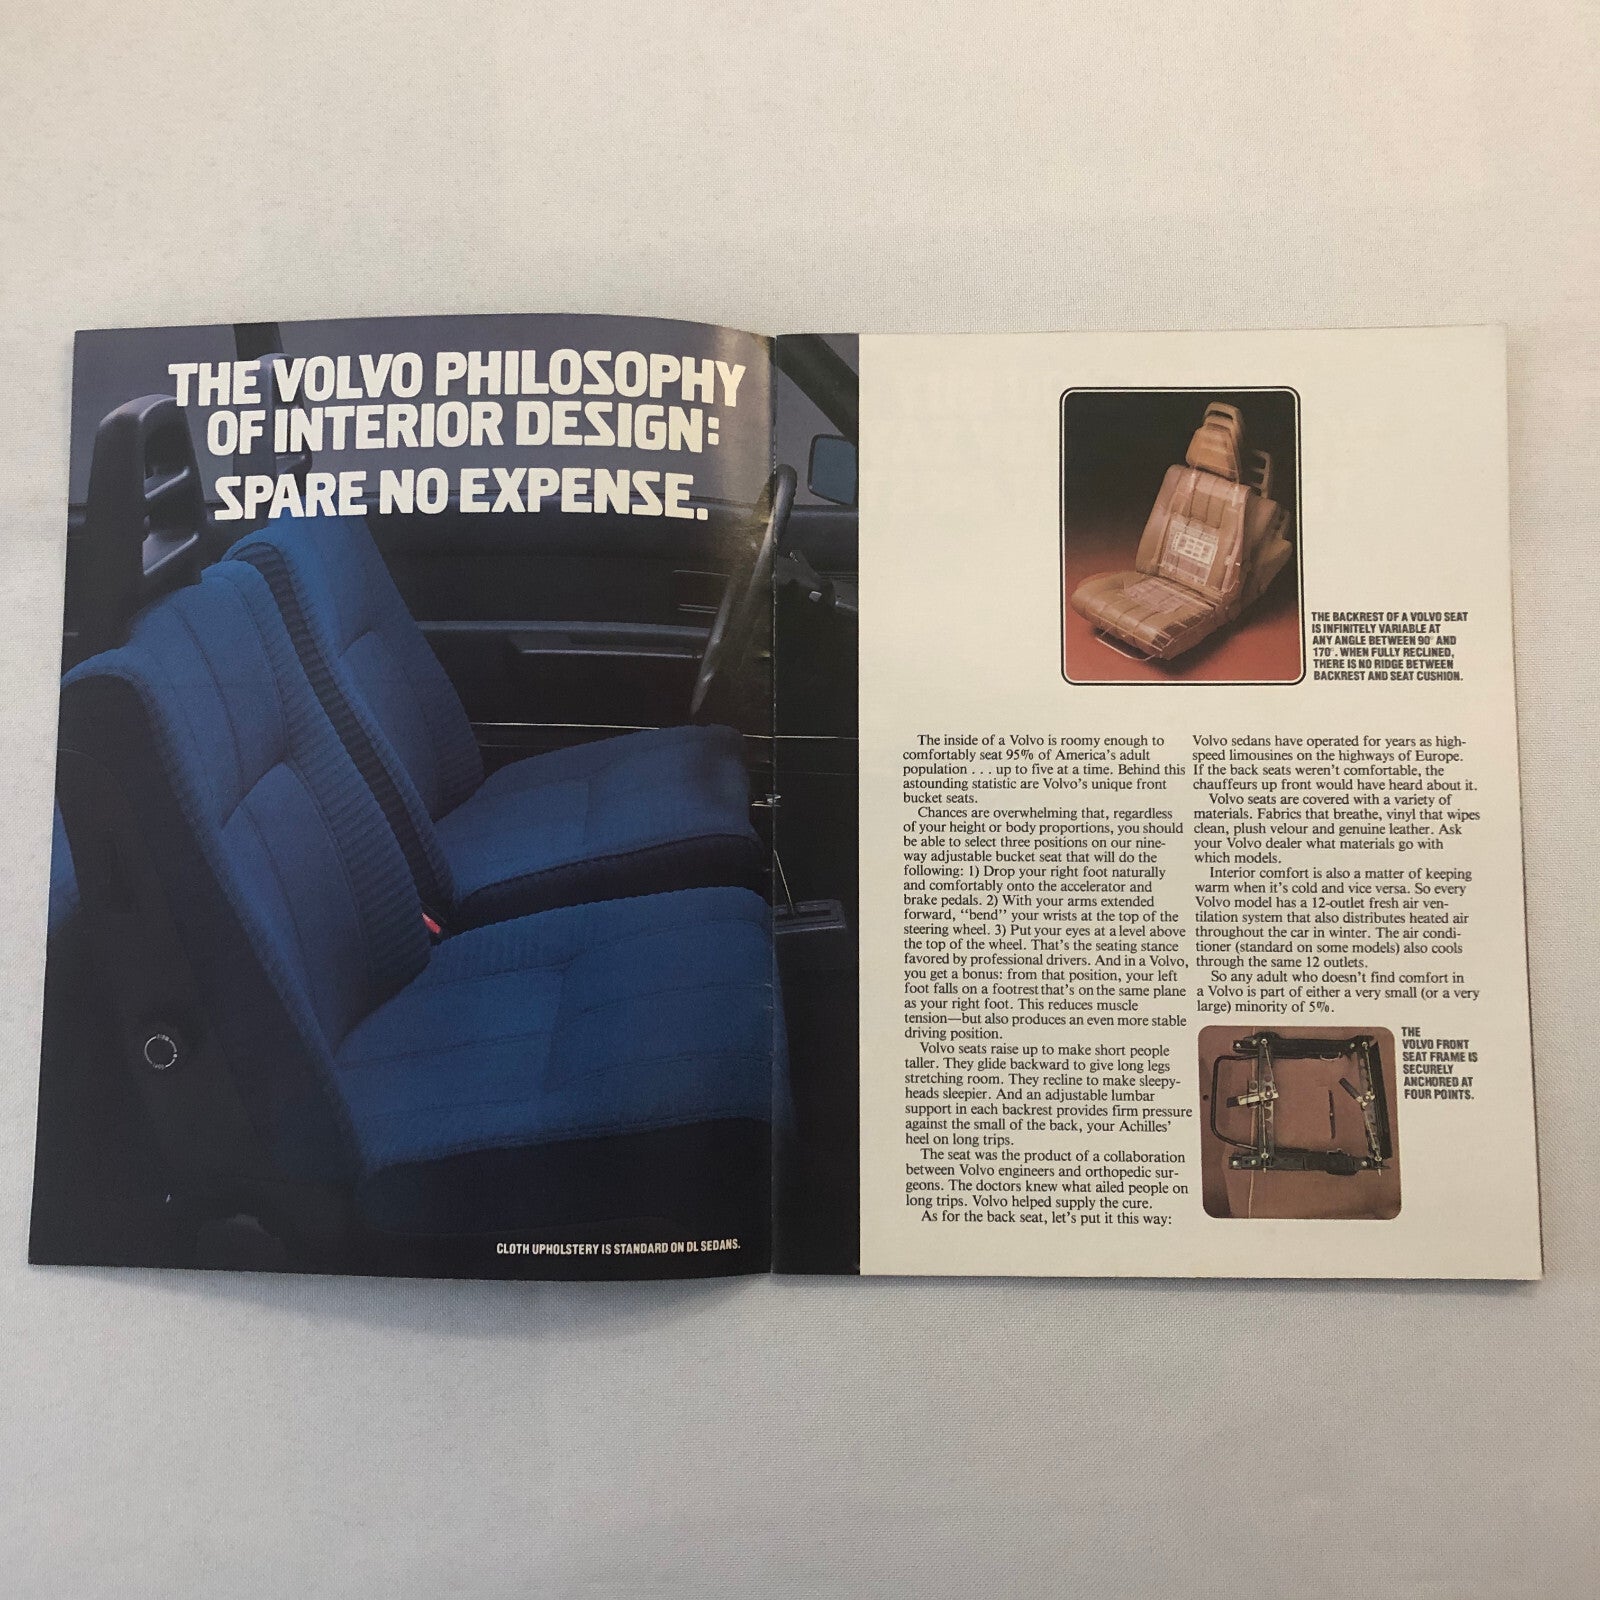 THE VOLVO PHILOSOPHY
OF INTERIOR DESIGN:
SPARE NO EXPENSE.
CLOTH UPHOLSTERY IS STANDARD ON DL SEDANS.
THE BACKREST OF A VOLVO SEAT
IS INFINITELY VARIABLE AT
ANY ANGLE BETWEEN 90° AND
170°. WHEN FULLY RECLINED,
THERE IS NO RIDGE BETWEEN
BACKREST AND SEAT CUSHION.
The inside of a Volvo is roomy enough to
comfortably seat 95% of America's adult
population . . . up to five at a time. Behind this
astounding statistic are Volvo's unique front
bucket seats.
Chances are overwhelming that, regardless
of your height or body proportions, you should
be able to select three positions on our nine-
way adjustable bucket seat that will do the
following: 1) Drop your right foot naturally
and comfortably onto the accelerator and
brake pedals. 2) With your arms extended
forward, "bend" your wrists at the top of the
steering wheel. 3) Put your eyes at a level above
the top of the wheel. That's the seating stance
favored by professional drivers. And in a Volvo,
you get a bonus: from that position, your left
foot falls on a footrest that's on the same plane
as your right foot. This reduces muscle
tension—but also produces an even more stable
driving position.
Volvo seats raise up to make short people
taller. They glide backward to give long legs
stretching room. They recline to make sleepy-
heads sleepier. And an adjustable lumbar
support in each backrest provides firm pressure
against the small of the back, your Achilles'
heel on long trips.
The seat was the product of a collaboration
between Volvo engineers and orthopedic sur-
geons. The doctors knew what ailed people on
long trips. Volvo helped supply the cure.
As for the back seat, let's put it this way:
Volvo sedans have operated for years as high-
speed limousines on the highways of Europe.
If the back seats weren't comfortable, the
chauffeurs up front would have heard about it.
Volvo seats are covered with a variety of
materials. Fabrics that breathe, vinyl that wipes
clean, plush velour and genuine leather. Ask
your Volvo dealer what materials go with
which models.
Interior comfort is also a matter of keeping
warm when it's cold and vice versa. So every
Volvo model has a 12-outlet fresh air ven-
tilation system that also distributes heated air
throughout the car in winter. The air condi-
tioner (standard on some models) also cools
through the same 12 outlets.
So any adult who doesn't find comfort in
a Volvo is part of either a very small (or a very
large) minority of 5%.
THE
VOLVO FRONT
SEAT FRAME IS
SECURELY
ANCHORED AT
FOUR POINTS.